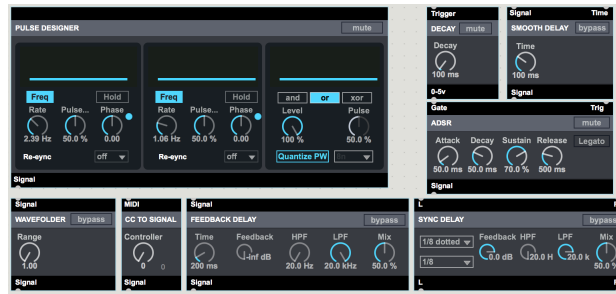 PULSE DESIGNER mute
Freq Hold
Rate Pulse... Phase
2.39 Hz 50.0 % 0.00
Re-sync off
Freq Hold
Rate Pulse... Phase
1.06 Hz 50.0 % 0.00
Re-sync off
and or xor
Level Pulse
100 % 50.0 %
Quantize PW 8n
Signal
Trigger
DECAY mute
Decay
100 ms
0-5v
Signal Time
SMOOTH DELAY bypass
Time
100 ms
Signal
Gate Trig
ADSR mute
Attack Decay Sustain Release Legato
50.0 ms 50.0 ms 70.0 % 500 ms
Signal
Signal
WAVEFOLDER bypass
Range
1.00
Signal
MIDI
CC TO SIGNAL
Controller
0 0
Signal
Signal
FEEDBACK DELAY bypass
Time Feedback HPF LPF Mix
200 ms -inf dB 20.0 Hz 20.0 kHz 50.0 %
Signal
L
SYNC DELAY bypass
1/8 dotted Feedback HPF LPF Mix
1/8 0.0 dB 20.0 H 20.0 k 50.0 %
L